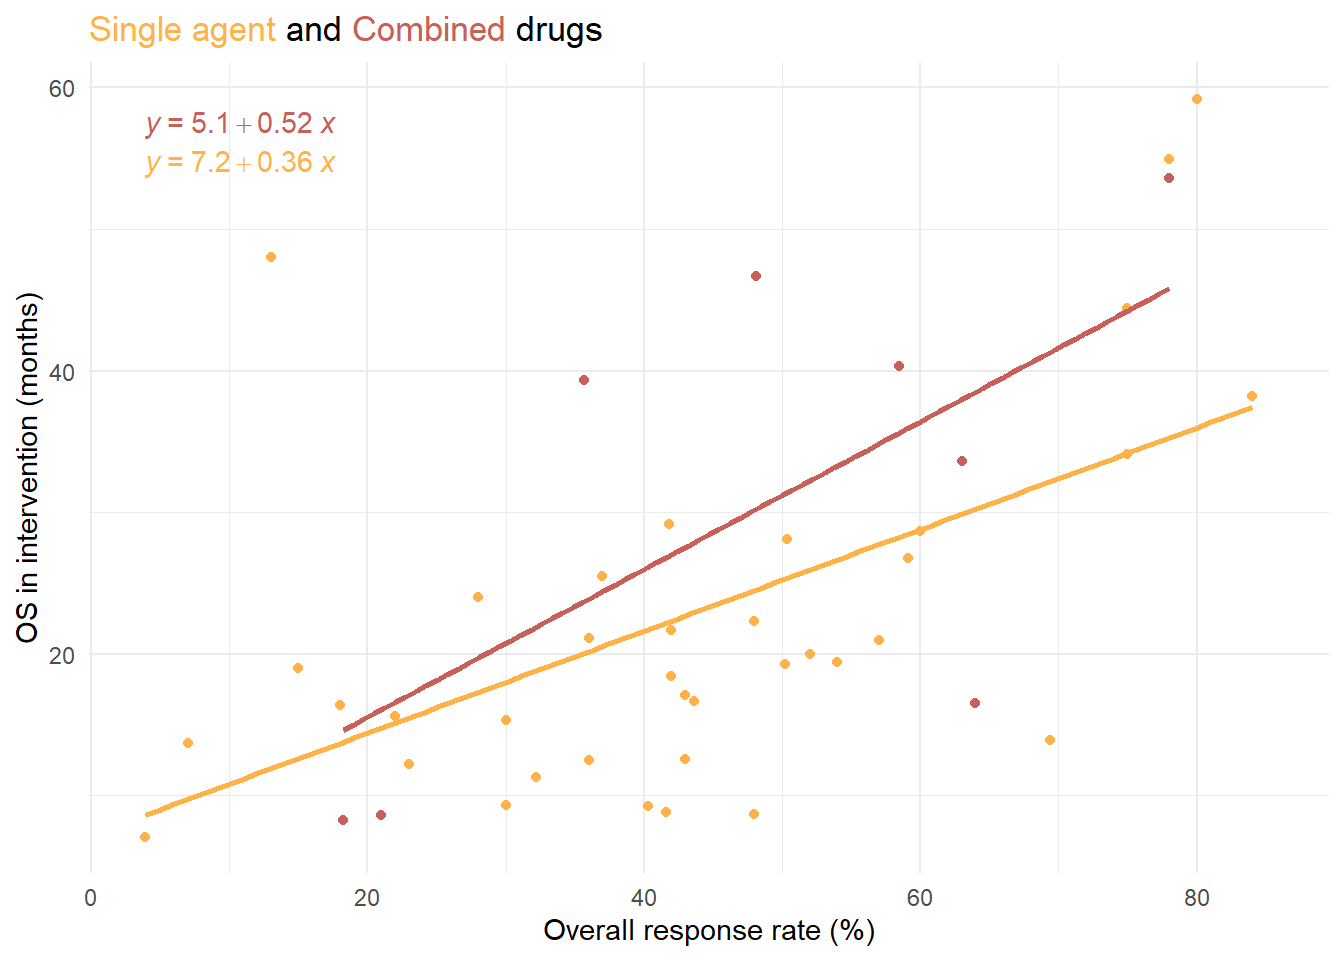 Single agent and Combined drugs
60
y = 5.1 + 0.52 x
y = 7.2 + 0.36 x
40
20
OS in intervention (months)
0 20 40 60 80
Overall response rate (%)